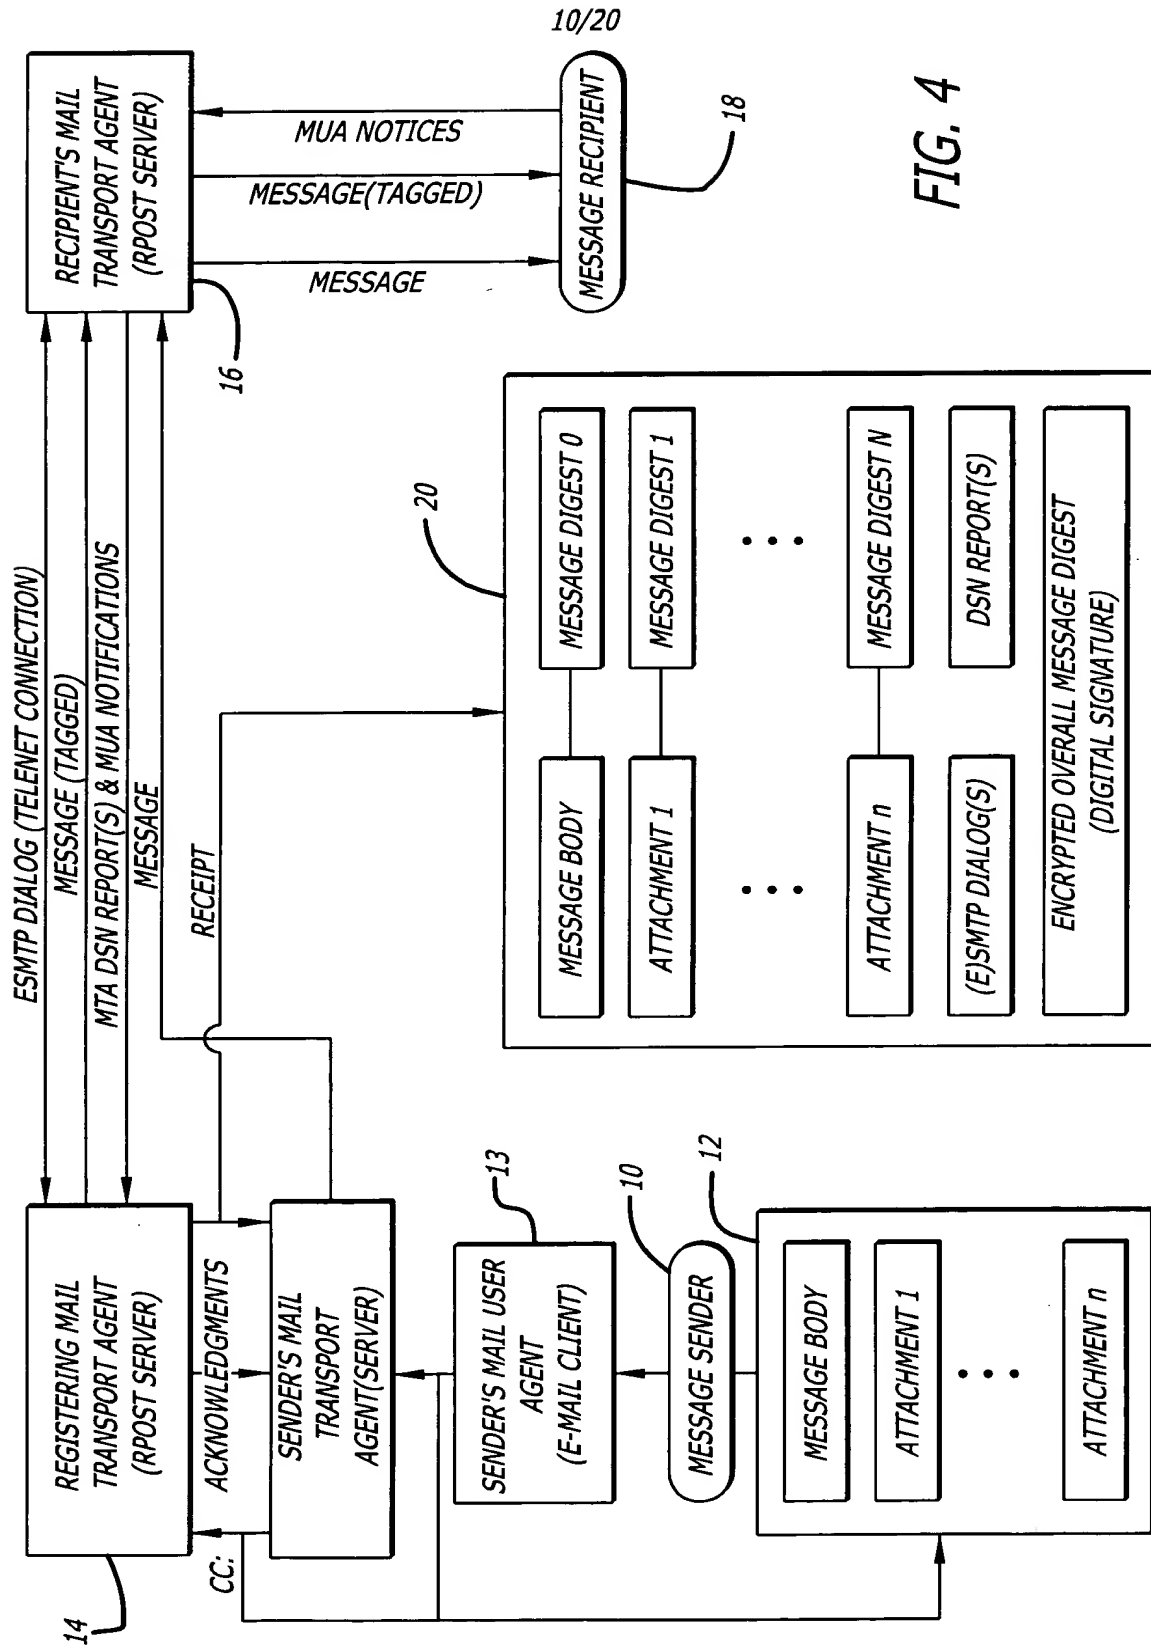 10/20
REGISTERING MAIL
TRANSPORT AGENT
(RPOST SERVER)
14
ESMTP DIALOG (TELENET CONNECTION)
MESSAGE (TAGGED)
MTA DSN REPORT(S) & MUA NOTIFICATIONS
MESSAGE
RECIPIENT'S MAIL
TRANSPORT AGENT
(RPOST SERVER)
16
CC:
ACKNOWLEDGMENTS
RECEIPT
SENDER'S MAIL
TRANSPORT
AGENT(SERVER)
MESSAGE
MESSAGE(TAGGED)
MUA NOTICES
SENDER'S MAIL USER
AGENT
(E-MAIL CLIENT)
13
MESSAGE SENDER
10
12
MESSAGE BODY
ATTACHMENT 1
• • •
ATTACHMENT n
MESSAGE RECIPIENT
18
20
MESSAGE BODY
MESSAGE DIGEST 0
ATTACHMENT 1
MESSAGE DIGEST 1
• • •
• • •
ATTACHMENT n
MESSAGE DIGEST N
(E)SMTP DIALOG(S)
DSN REPORT(S)
ENCRYPTED OVERALL MESSAGE DIGEST
(DIGITAL SIGNATURE)
FIG. 4